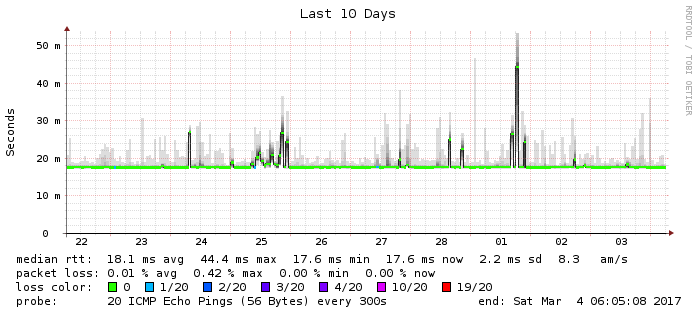 Last 10 Days
RRDTOOL / TOBI OETIKER
Seconds
50 m
40 m
30 m
20 m
10 m
0
22 23 24 25 26 27 28 01 02 03
median rtt: 18.1 ms avg 44.4 ms max 17.6 ms min 17.6 ms now 2.2 ms sd 8.3 am/s
packet loss: 0.01 % avg 0.42 % max 0.00 % min 0.00 % now
loss color: 0 1/20 2/20 3/20 4/20 10/20 19/20
probe: 20 ICMP Echo Pings (56 Bytes) every 300s end: Sat Mar 4 06:05:08 2017